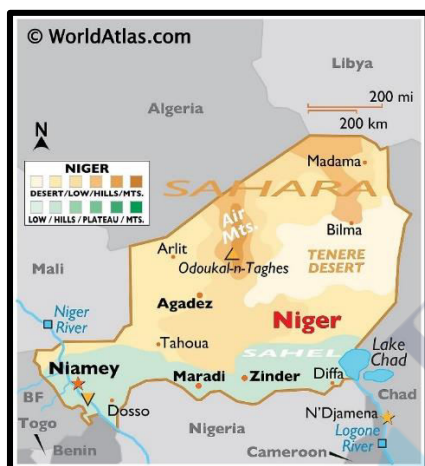 © WorldAtlas.com
Libya
Algeria
200 mi
200 km
N
NIGER
DESERT/LOW/HILLS/MTS.
LOW / HILLS / PLATEAU / MTS.
Madama
SAHARA
Air
Mts.
Bilma
Arlit
Odoukal-n-Taghes
TENERE
DESERT
Mali
Agadez
Niger
River
Niger
Tahoua
SAHEL
Lake
Chad
Niamey
Maradi
Zinder
Diffa
BF
Dosso
Chad
N'Djamena
Togo
Nigeria
Logone
River
Benin
Cameroon